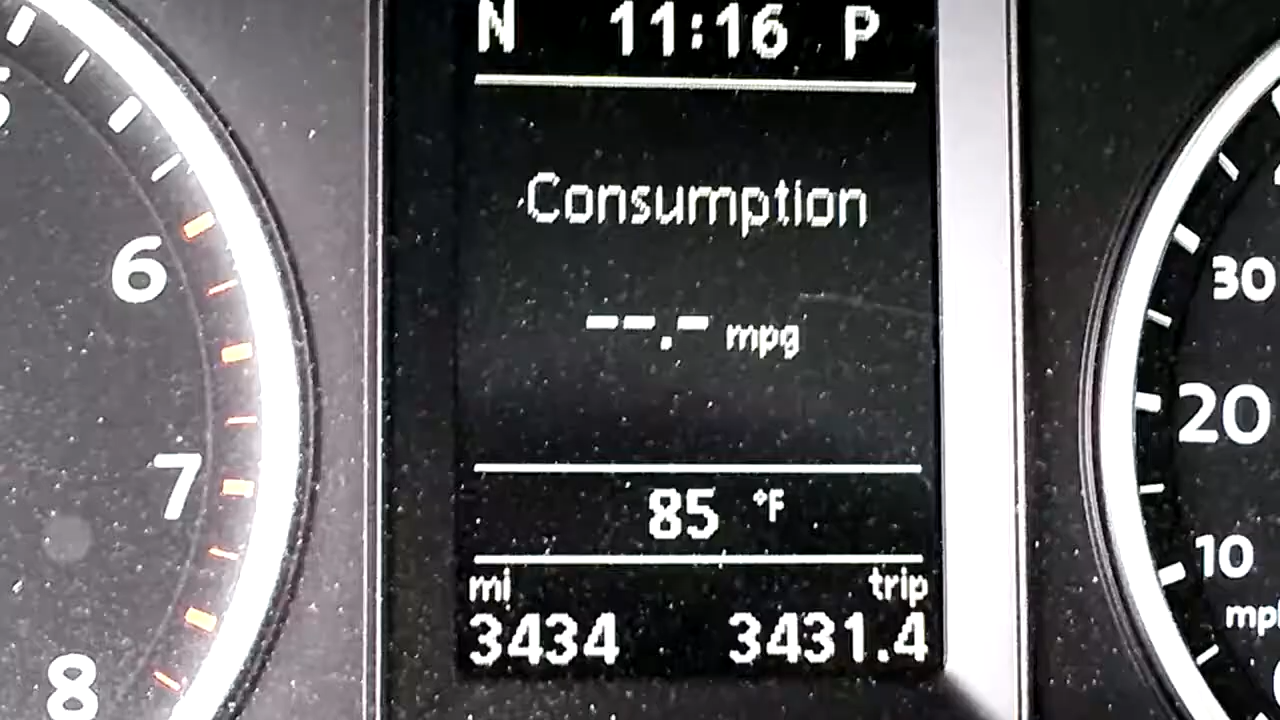 N 11:16 P
Consumption
--.- mpg
85 °F
mi trip
3434 3431.4
6
7
8
30
20
10